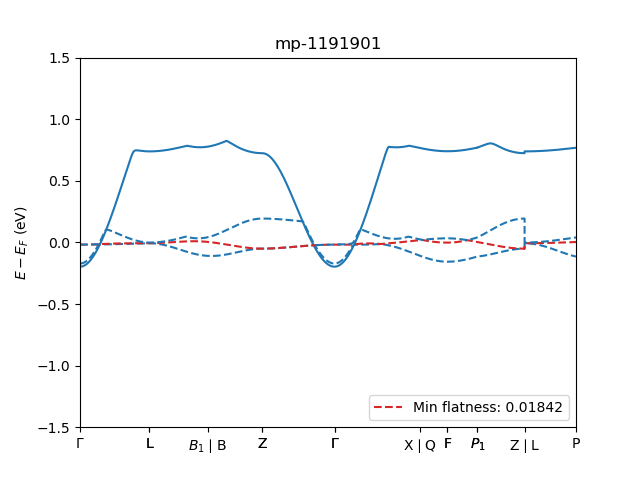 mp-1191901
1.5
1.0
0.5
0.0
−0.5
−1.0
−1.5
E − E_F (eV)
Min flatness: 0.01842
Γ L B₁ | B Z Γ X | Q F P₁ Z | L P